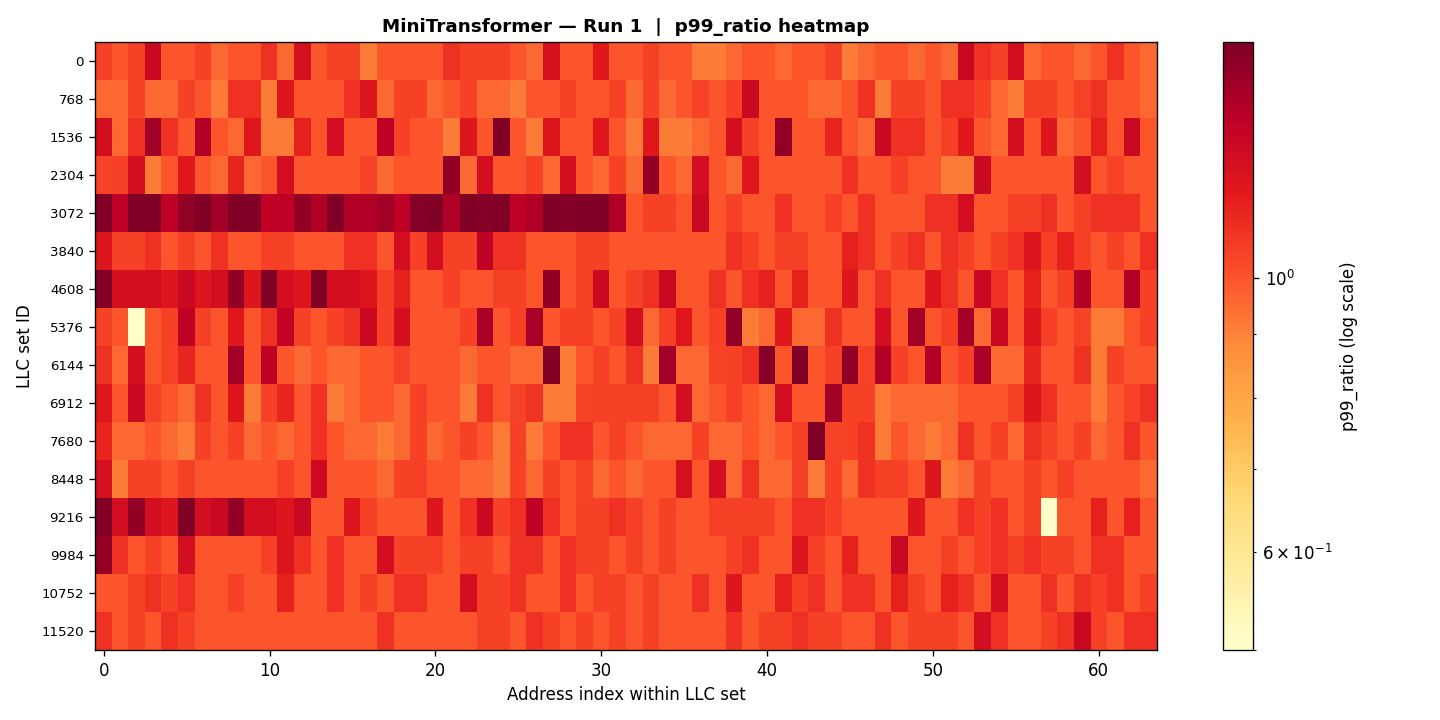 MiniTransformer — Run 1 | p99_ratio heatmap
LLC set ID
0
768
1536
2304
3072
3840
4608
5376
6144
6912
7680
8448
9216
9984
10752
11520
0 10 20 30 40 50 60
Address index within LLC set
10⁰
6 × 10⁻¹
p99_ratio (log scale)